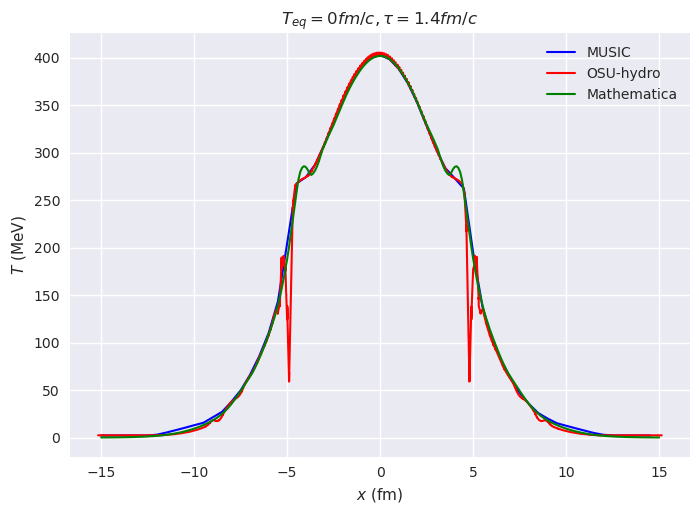 T_eq = 0fm/c, τ = 1.4fm/c
MUSIC
OSU-hydro
Mathematica
T (MeV)
400
350
300
250
200
150
100
50
0
−15
−10
−5
0
5
10
15
x (fm)